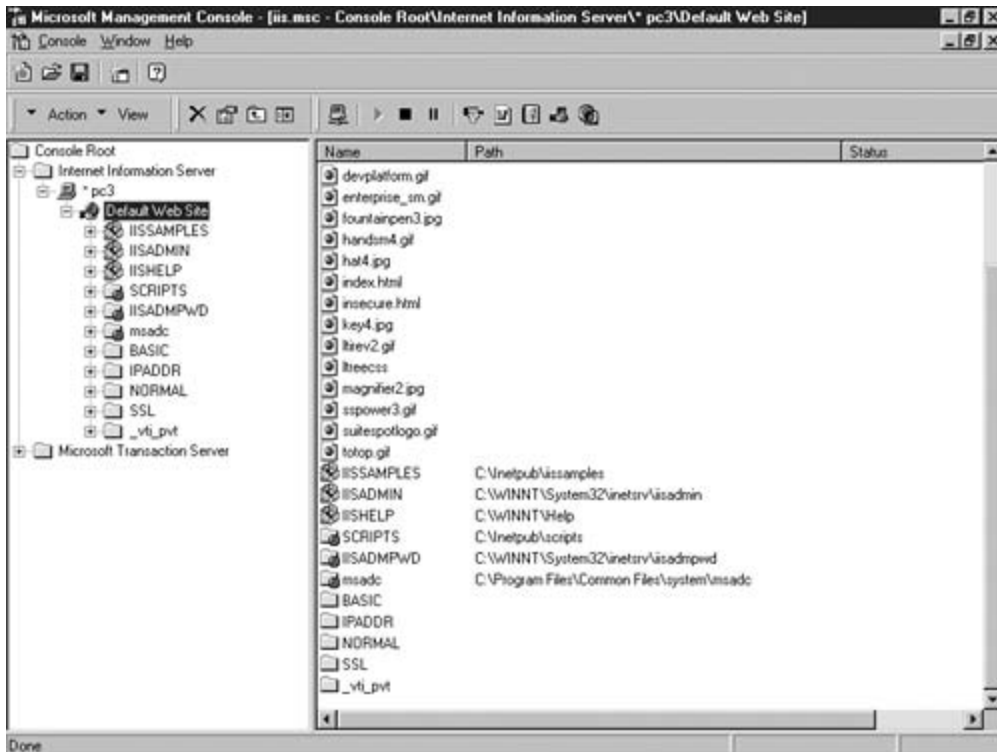 Microsoft Management Console - [iis.msc - Console Root\Internet Information Server\* pc3\Default Web Site]
Console Window Help
Action View
Console Root
Internet Information Server
* pc3
Default Web Site
IISSAMPLES
IISADMIN
IISHELP
SCRIPTS
IISADMPWD
msadc
BASIC
IPADDR
NORMAL
SSL
_vti_pvt
Microsoft Transaction Server
Name Path Status
devplatform.gif
enterprise_sm.gif
fountainpen3.jpg
handsm4.gif
hat4.jpg
index.html
insecure.html
key4.jpg
ltirev2.gif
ltreecss
magnifier2.jpg
sspower3.gif
suitespotlogo.gif
totop.gif
IISSAMPLES C:\Inetpub\iissamples
IISADMIN C:\WINNT\System32\inetsrv\iisadmin
IISHELP C:\WINNT\Help
SCRIPTS C:\Inetpub\scripts
IISADMPWD C:\WINNT\System32\inetsrv\iisadmpwd
msadc C:\Program Files\Common Files\system\msadc
BASIC
IPADDR
NORMAL
SSL
_vti_pvt
Done